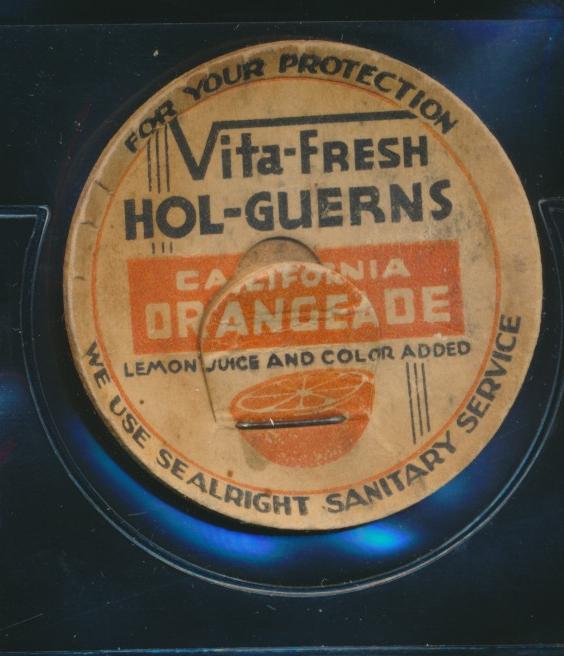 FOR YOUR PROTECTION
Vita-FRESH
HOL-GUERNS
CALIFORNIA
ORANGEADE
LEMON JUICE AND COLOR ADDED
WE USE SEALRIGHT SANITARY SERVICE